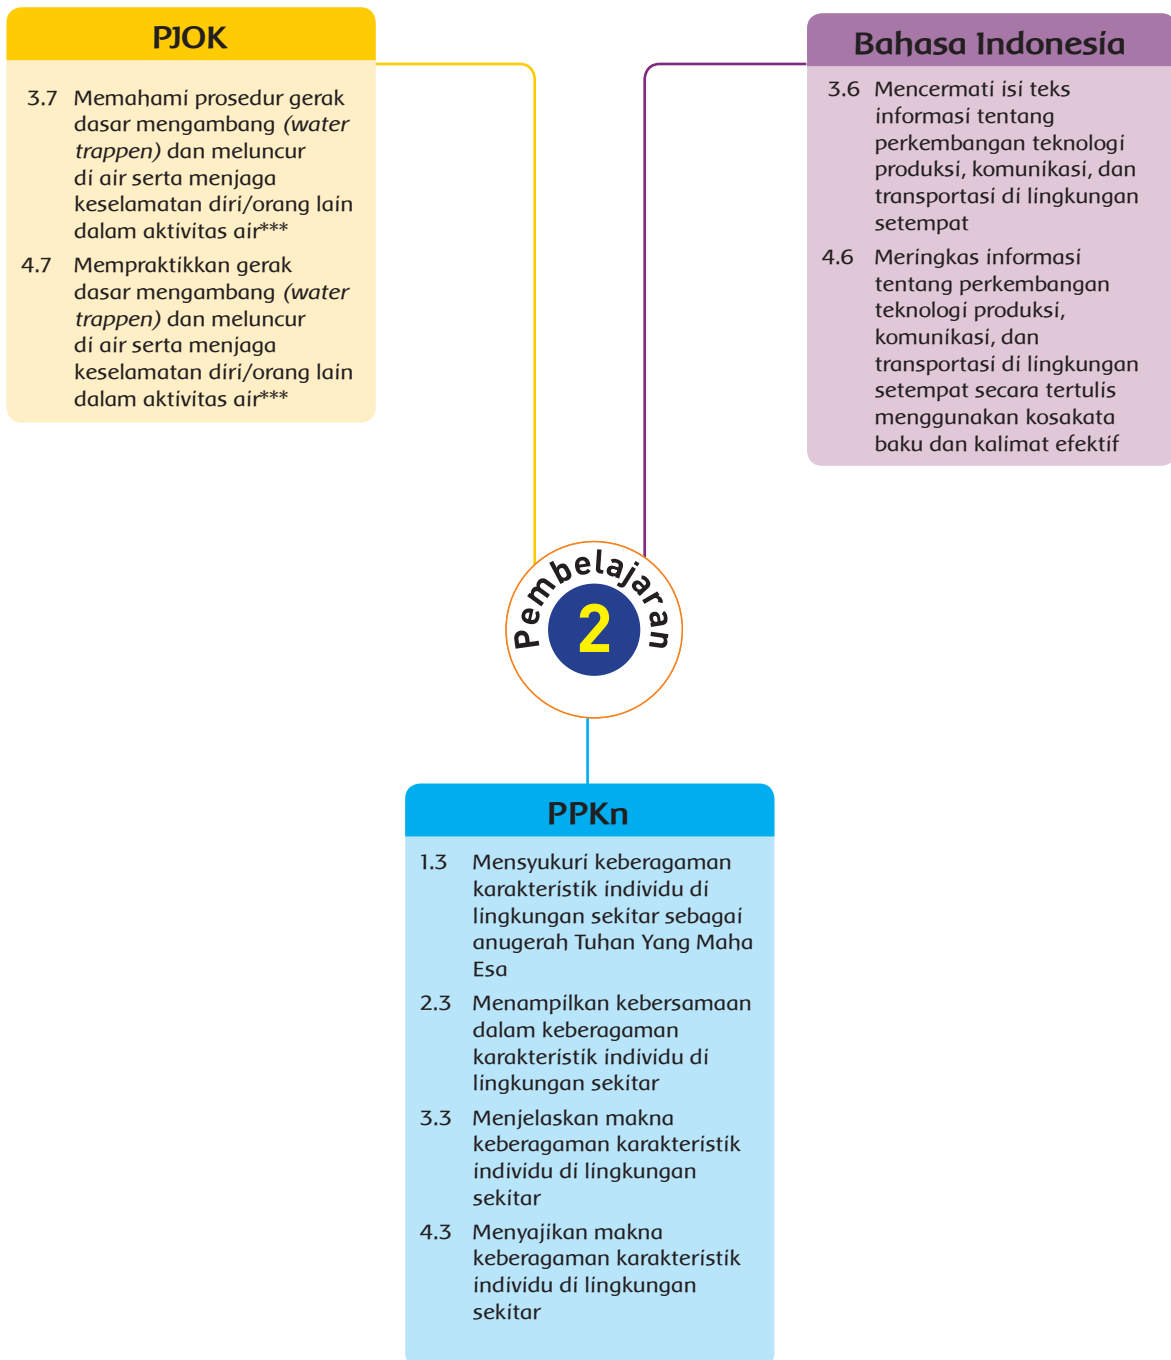 PJOK
3.7 Memahami prosedur gerak
dasar mengambang (water
trappen) dan meluncur
di air serta menjaga
keselamatan diri/orang lain
dalam aktivitas air***
4.7 Mempraktikkan gerak
dasar mengambang (water
trappen) dan meluncur
di air serta menjaga
keselamatan diri/orang lain
dalam aktivitas air***
Bahasa Indonesia
3.6 Mencermati isi teks
informasi tentang
perkembangan teknologi
produksi, komunikasi, dan
transportasi di lingkungan
setempat
4.6 Meringkas informasi
tentang perkembangan
teknologi produksi,
komunikasi, dan
transportasi di lingkungan
setempat secara tertulis
menggunakan kosakata
baku dan kalimat efektif
Pembelajaran
2
PPKn
1.3 Mensyukuri keberagaman
karakteristik individu di
lingkungan sekitar sebagai
anugerah Tuhan Yang Maha
Esa
2.3 Menampilkan kebersamaan
dalam keberagaman
karakteristik individu di
lingkungan sekitar
3.3 Menjelaskan makna
keberagaman karakteristik
individu di lingkungan
sekitar
4.3 Menyajikan makna
keberagaman karakteristik
individu di lingkungan
sekitar